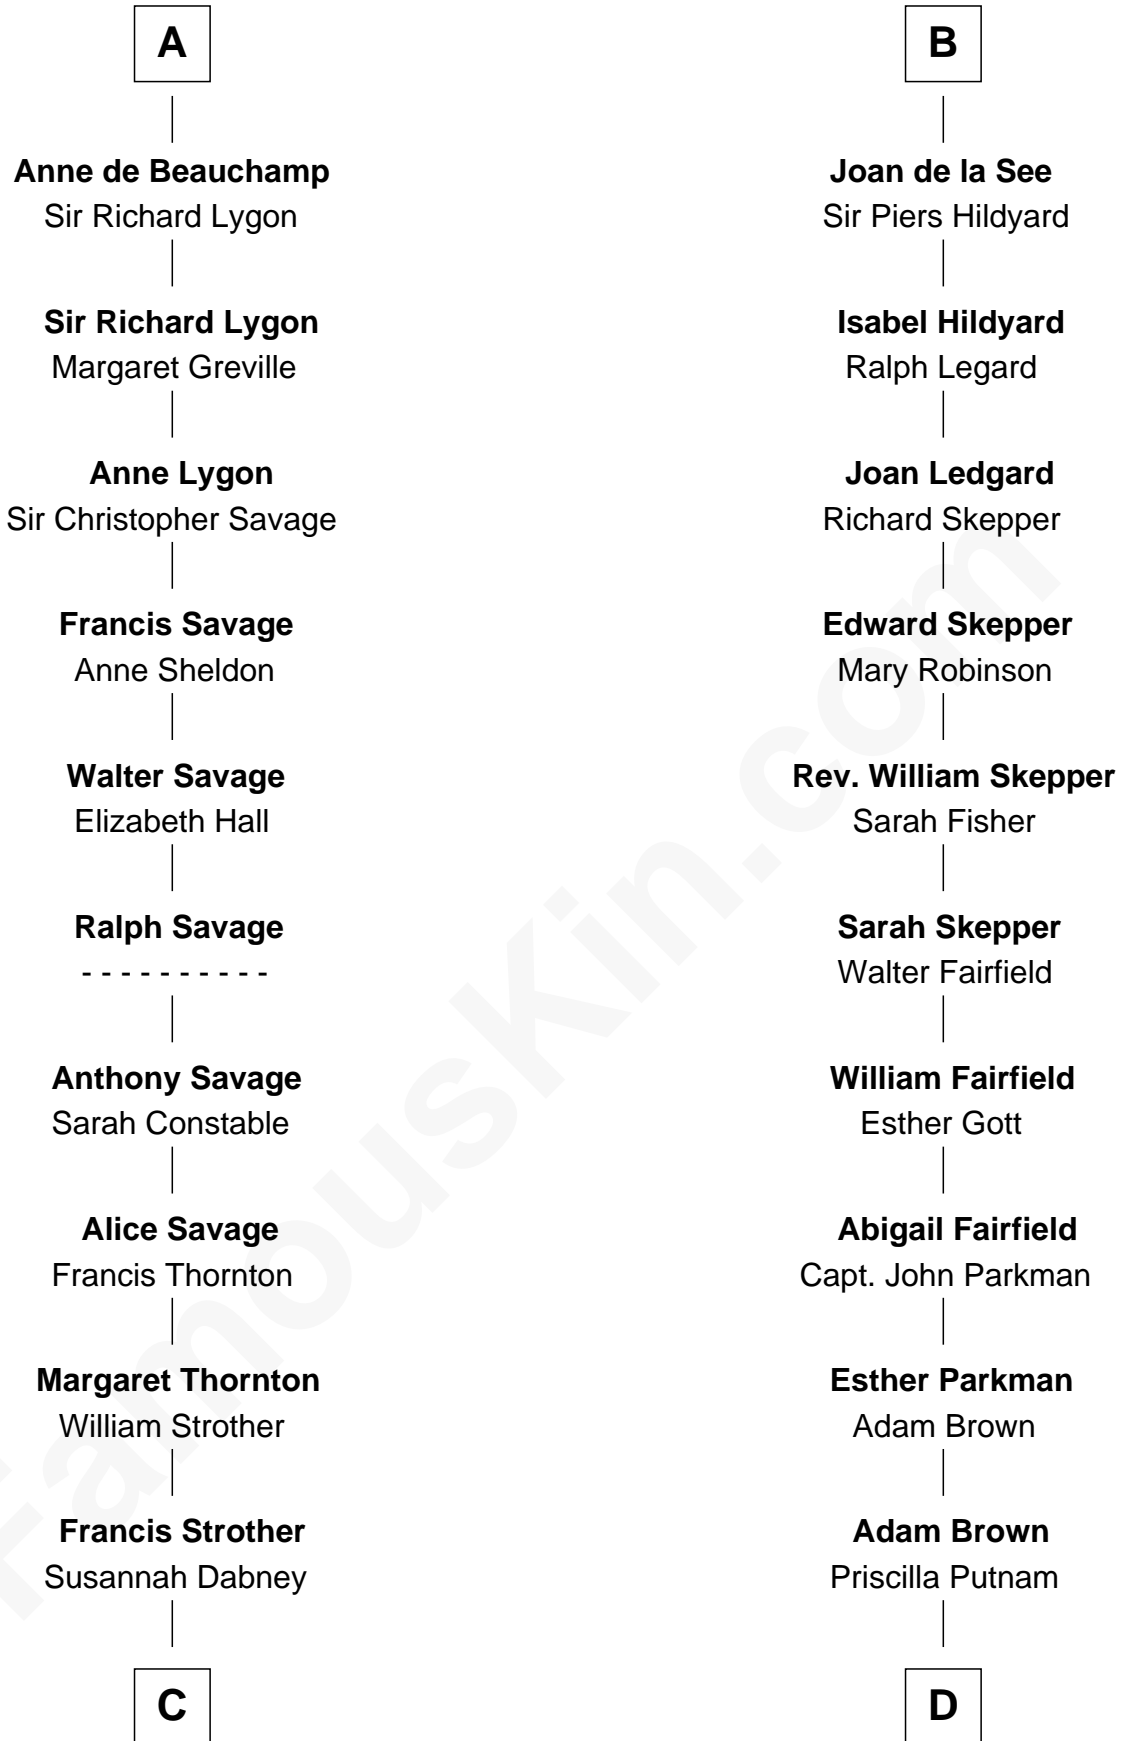 A
Anne de Beauchamp
Sir Richard Lygon
Sir Richard Lygon
Margaret Greville
Anne Lygon
Sir Christopher Savage
Francis Savage
Anne Sheldon
Walter Savage
Elizabeth Hall
Ralph Savage
- - - - - - - - - -
Anthony Savage
Sarah Constable
Alice Savage
Francis Thornton
Margaret Thornton
William Strother
Francis Strother
Susannah Dabney
C
B
Joan de la See
Sir Piers Hildyard
Isabel Hildyard
Ralph Legard
Joan Ledgard
Richard Skepper
Edward Skepper
Mary Robinson
Rev. William Skepper
Sarah Fisher
Sarah Skepper
Walter Fairfield
William Fairfield
Esther Gott
Abigail Fairfield
Capt. John Parkman
Esther Parkman
Adam Brown
Adam Brown
Priscilla Putnam
D
FamousKin.com